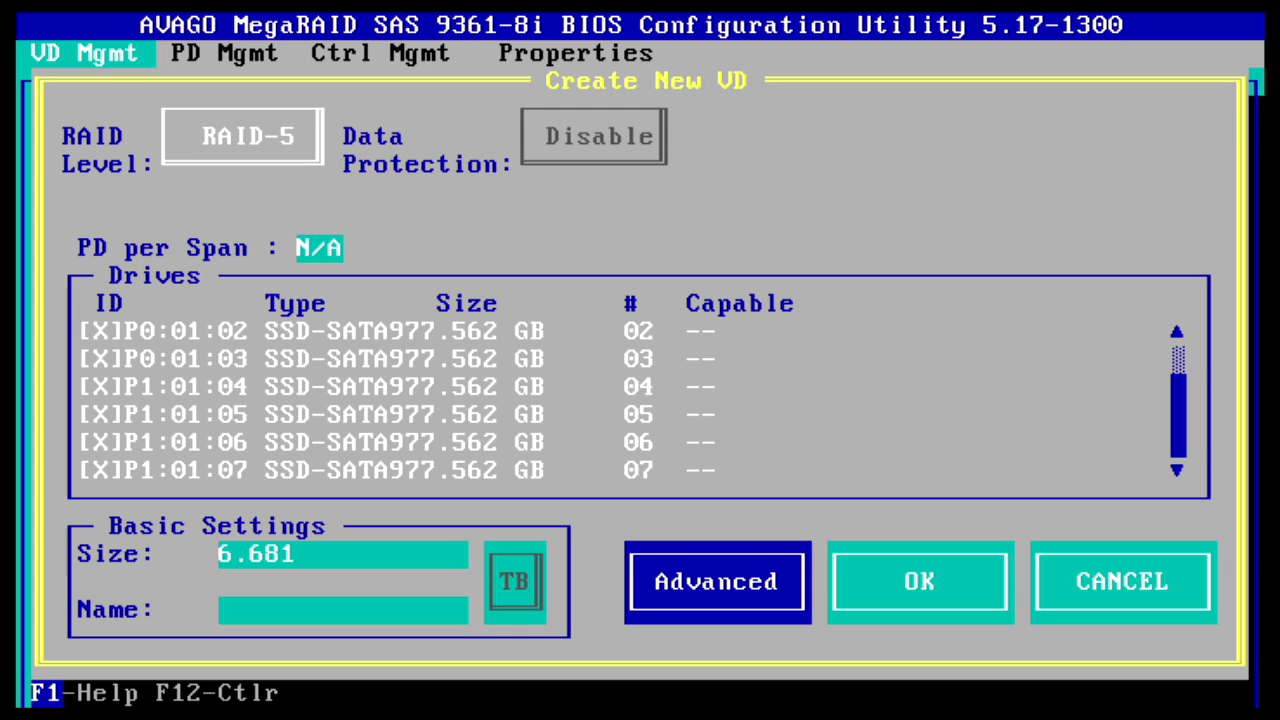 AVAGO MegaRAID SAS 9361-8i BIOS Configuration Utility 5.17-1300
VD Mgmt PD Mgmt Ctrl Mgmt Properties
Create New VD
RAID Level: RAID-5 Data Protection: Disable
PD per Span : N/A
Drives
ID Type Size # Capable
[X]P0:01:02 SSD-SATA977.562 GB 02 --
[X]P0:01:03 SSD-SATA977.562 GB 03 --
[X]P1:01:04 SSD-SATA977.562 GB 04 --
[X]P1:01:05 SSD-SATA977.562 GB 05 --
[X]P1:01:06 SSD-SATA977.562 GB 06 --
[X]P1:01:07 SSD-SATA977.562 GB 07 --
Basic Settings
Size: 6.681 TB
Name:
Advanced OK CANCEL
F1-Help F12-Ctlr